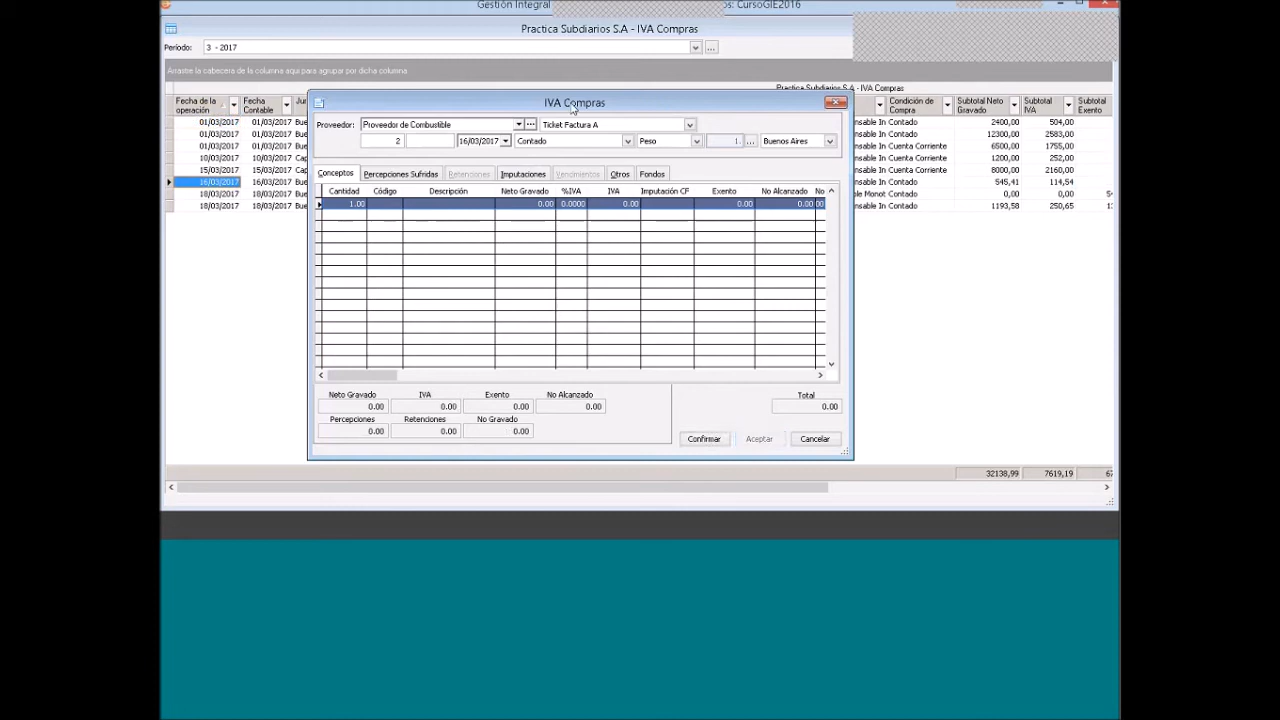 Gestión Integral os: CursoGIE2016
Practica Subdiarios S.A - IVA Compras
Período: 3 - 2017
Arrastre la cabecera de la columna aqui para agrupar por dicha columna
Practica Subdiarios S.A - IVA Compras
Fecha de la operación Fecha Contable Condición de Compra Subtotal Neto Gravado Subtotal IVA Subtotal Exento
01/03/2017 01/03/2017 Bue nsable In Contado 2400,00 504,00
01/03/2017 01/03/2017 Bue nsable In Contado 12300,00 2583,00
01/03/2017 01/03/2017 Bue nsable In Cuenta Corriente 6500,00 1755,00
10/03/2017 10/03/2017 Cap nsable In Cuenta Corriente 1200,00 252,00
15/03/2017 15/03/2017 Cap nsable In Cuenta Corriente 8000,00 2160,00
16/03/2017 16/03/2017 Bue nsable In Contado 545,41 114,54
18/03/2017 18/03/2017 Bue nsable Monot Contado 0,00 0,00
18/03/2017 18/03/2017 Bue nsable In Contado 1193,58 250,65
32138,99 7619,19
IVA Compras
Proveedor: Proveedor de Combustible ... Ticket Factura A
2 16/03/2017 Contado Peso 1. ... Buenos Aires
Conceptos Percepciones Sufridas Retenciones Imputaciones Vencimientos Otros Fondos
Cantidad Código Descripción Neto Gravado %IVA IVA Imputación CF Exento No Alcanzado No
1.00 0.00 0.0000 0.00 0.00 0.00 00
Neto Gravado IVA Exento No Alcanzado Total
0.00 0.00 0.00 0.00 0.00
Percepciones Retenciones No Gravado
0.00 0.00 0.00
Confirmar Aceptar Cancelar